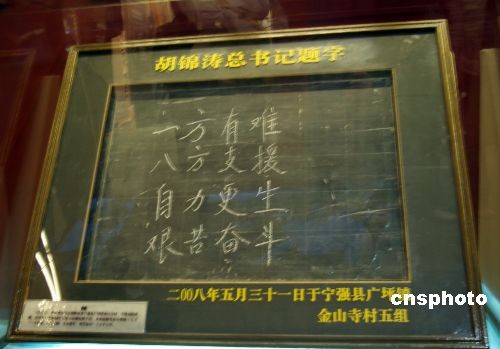 胡锦涛总书记题字
一方有难
八方支援
自力更生
艰苦奋斗
二00八年五月三十一日于宁强县广坪镇
金山寺村五组
cnsphoto